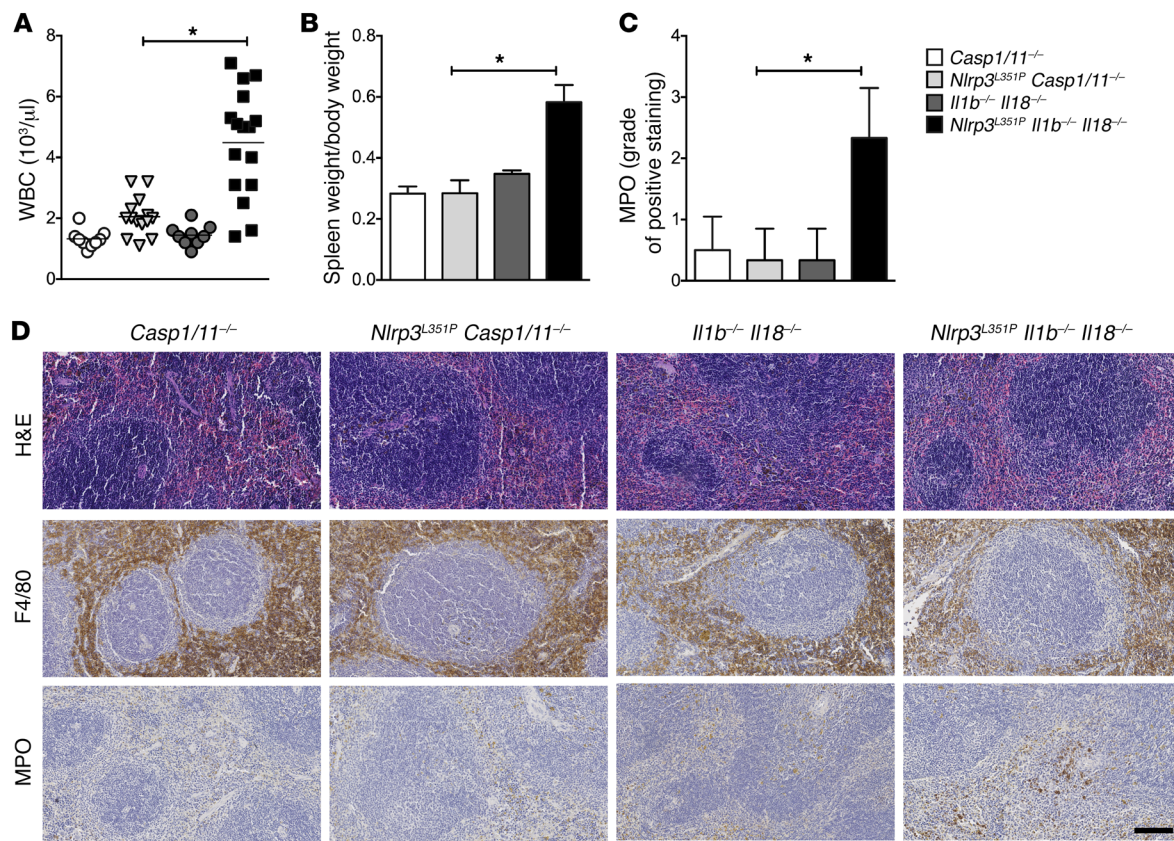 A
WBC (10³/μl)
8
6
4
2
0
*
B
Spleen weight/body weight
0.8
0.6
0.4
0.2
0.0
*
C
MPO (grade
of positive staining)
4
3
2
1
0
*
Casp1/11⁻/⁻
Nlrp3ᴸ³⁵¹ᴾ Casp1/11⁻/⁻
Il1b⁻/⁻ Il18⁻/⁻
Nlrp3ᴸ³⁵¹ᴾ Il1b⁻/⁻ Il18⁻/⁻
D
Casp1/11⁻/⁻
Nlrp3ᴸ³⁵¹ᴾ Casp1/11⁻/⁻
Il1b⁻/⁻ Il18⁻/⁻
Nlrp3ᴸ³⁵¹ᴾ Il1b⁻/⁻ Il18⁻/⁻
H&E
F4/80
MPO